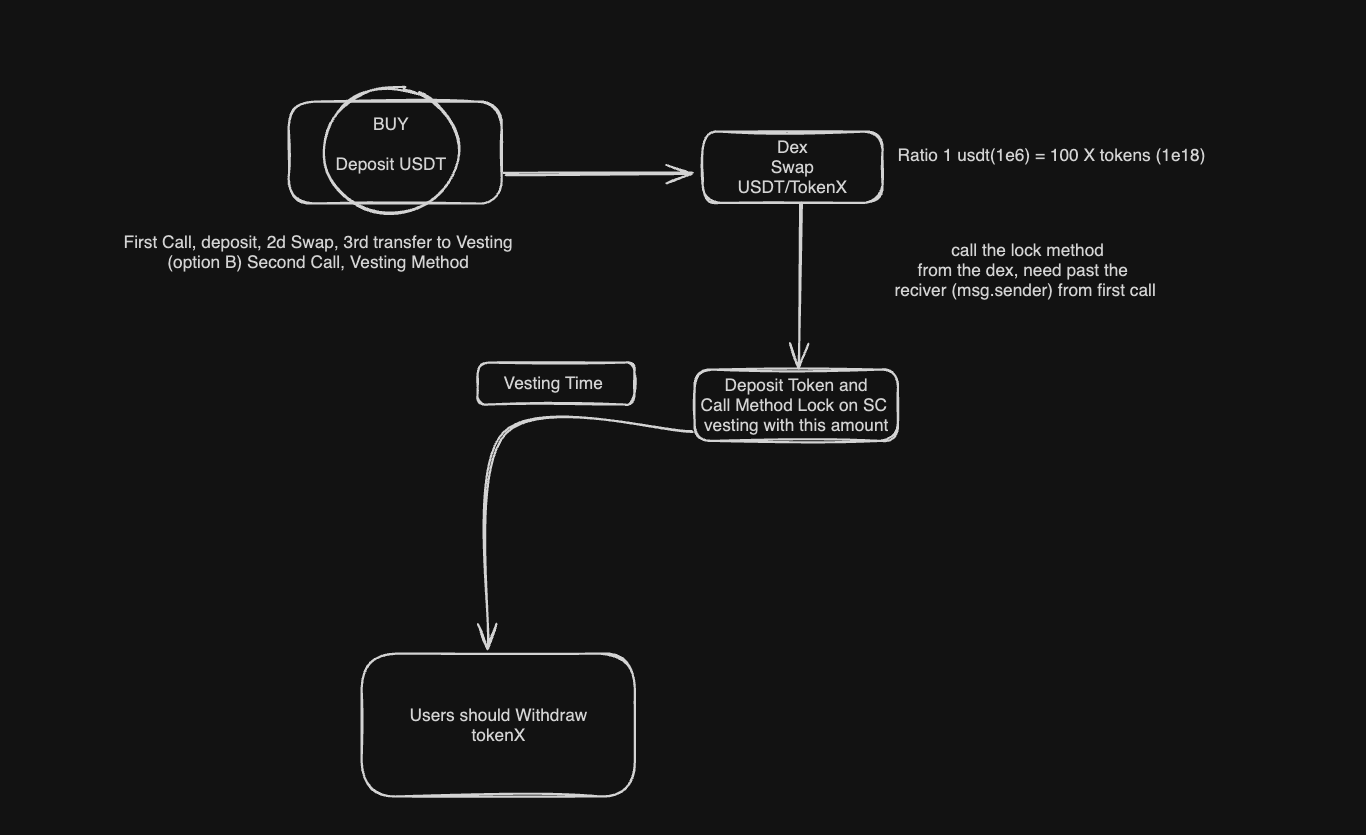 BUY
Deposit USDT
Dex
Swap
USDT/TokenX
Ratio 1 usdt(1e6) = 100 X tokens (1e18)
First Call, deposit, 2d Swap, 3rd transfer to Vesting
(option B) Second Call, Vesting Method
call the lock method
from the dex, need past the
reciver (msg.sender) from first call
Vesting Time
Deposit Token and
Call Method Lock on SC
vesting with this amount
Users should Withdraw
tokenX